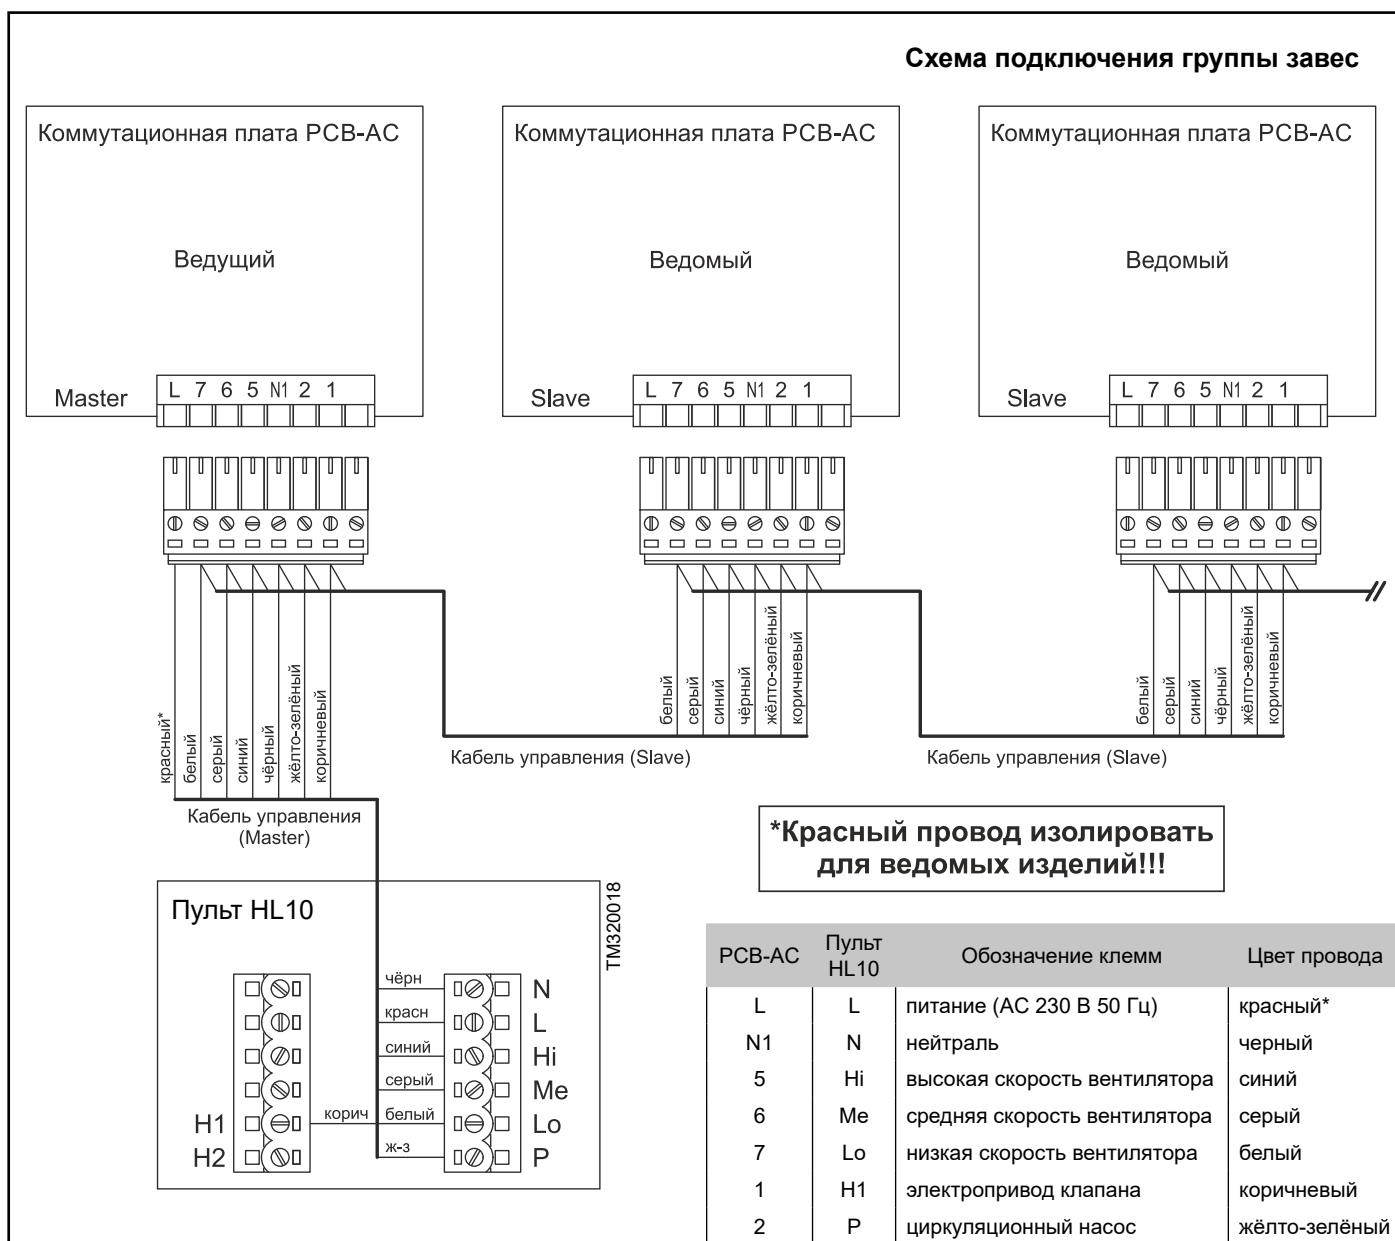 Схема подключения группы завес
Коммутационная плата PCB-AC
Ведущий
Master
L 7 6 5 N1 2 1
Коммутационная плата PCB-AC
Ведомый
Slave
L 7 6 5 N1 2 1
Коммутационная плата PCB-AC
Ведомый
Slave
L 7 6 5 N1 2 1
красный*
белый
серый
синий
чёрный
жёлто-зелёный
коричневый
белый
серый
синий
чёрный
жёлто-зелёный
коричневый
белый
серый
синий
чёрный
жёлто-зелёный
коричневый
Кабель управления (Slave)
Кабель управления (Slave)
Кабель управления
(Master)
*Красный провод изолировать
для ведомых изделий!!!
Пульт HL10
TM320018
чёрн N
красн L
синий Hi
серый Me
H1 корич белый Lo
H2 ж-з P
PCB-AC Пульт HL10 Обозначение клемм Цвет провода
L L питание (AC 230 В 50 Гц) красный*
N1 N нейтраль черный
5 Hi высокая скорость вентилятора синий
6 Me средняя скорость вентилятора серый
7 Lo низкая скорость вентилятора белый
1 H1 электропривод клапана коричневый
2 P циркуляционный насос жёлто-зелёный